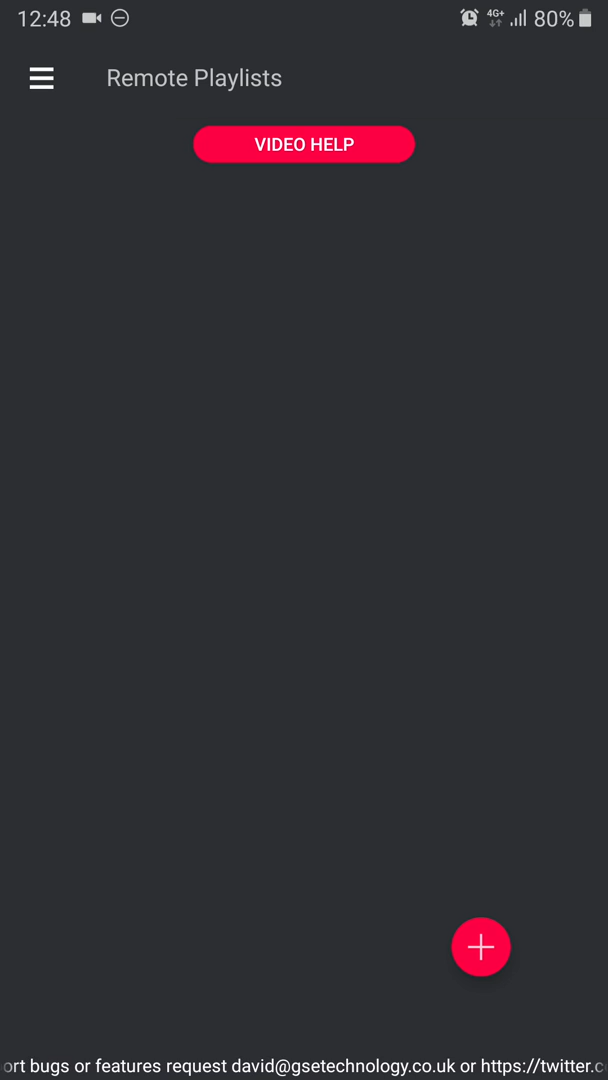 12:48 4G+ 80%
Remote Playlists
VIDEO HELP
ort bugs or features request david@gsetechnology.co.uk or https://twitter.c